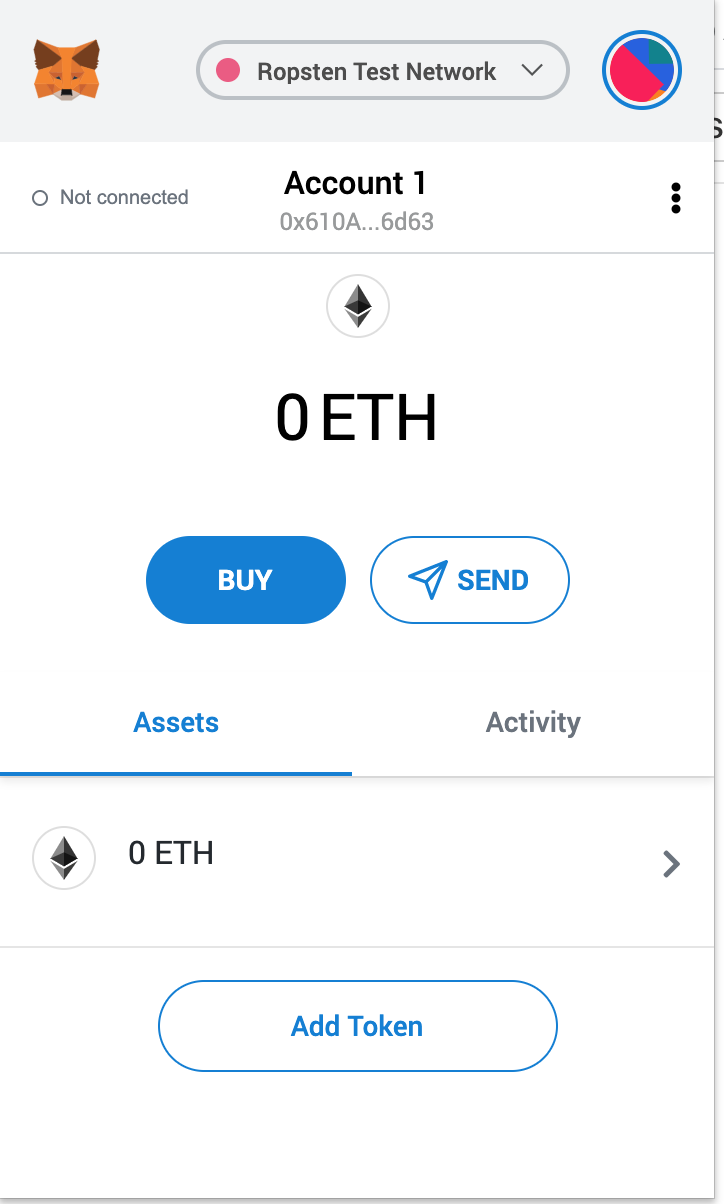 Ropsten Test Network
Not connected
Account 1
0x610A...6d63
0 ETH
BUY
SEND
Assets
Activity
0 ETH
Add Token